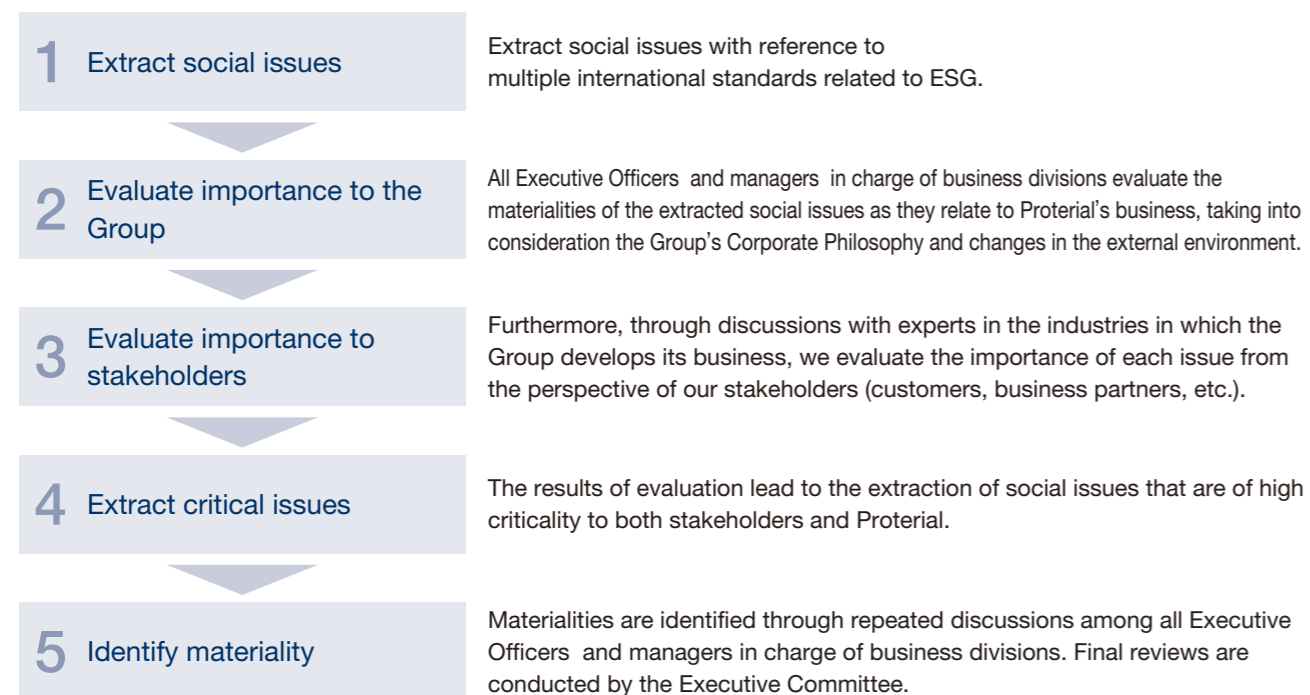 1 Extract social issues
Extract social issues with reference to
multiple international standards related to ESG.
2 Evaluate importance to the
Group
All Executive Officers and managers in charge of business divisions evaluate the
materialities of the extracted social issues as they relate to Proterial's business, taking into
consideration the Group's Corporate Philosophy and changes in the external environment.
3 Evaluate importance to
stakeholders
Furthermore, through discussions with experts in the industries in which the
Group develops its business, we evaluate the importance of each issue from
the perspective of our stakeholders (customers, business partners, etc.).
4 Extract critical issues
The results of evaluation lead to the extraction of social issues that are of high
criticality to both stakeholders and Proterial.
5 Identify materiality
Materialities are identified through repeated discussions among all Executive
Officers and managers in charge of business divisions. Final reviews are
conducted by the Executive Committee.